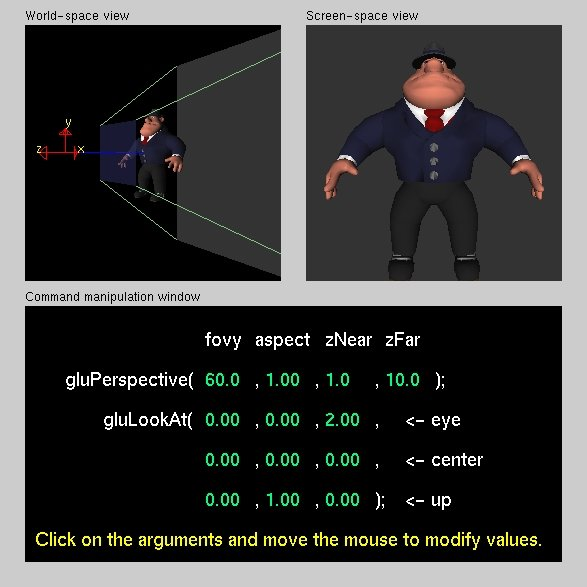 World-space view
Screen-space view
y
z x
Command manipulation window
fovy aspect zNear zFar
gluPerspective( 60.0 , 1.00 , 1.0 , 10.0 );
gluLookAt( 0.00 , 0.00 , 2.00 , <- eye
0.00 , 0.00 , 0.00 , <- center
0.00 , 1.00 , 0.00 ); <- up
Click on the arguments and move the mouse to modify values.